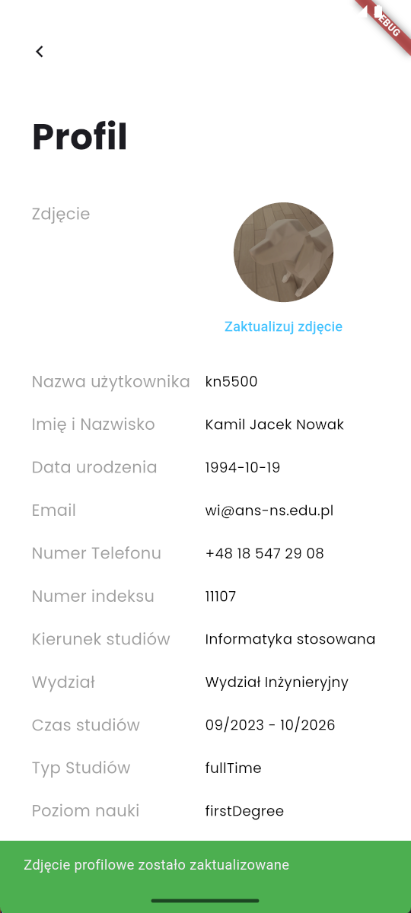 Profil
Zdjęcie
Zaktualizuj zdjęcie
Nazwa użytkownika kn5500
Imię i Nazwisko Kamil Jacek Nowak
Data urodzenia 1994-10-19
Email wi@ans-ns.edu.pl
Numer Telefonu +48 18 547 29 08
Numer indeksu 11107
Kierunek studiów Informatyka stosowana
Wydział Wydział Inżynieryjny
Czas studiów 09/2023 - 10/2026
Typ Studiów fullTime
Poziom nauki firstDegree
Zdjęcie profilowe zostało zaktualizowane